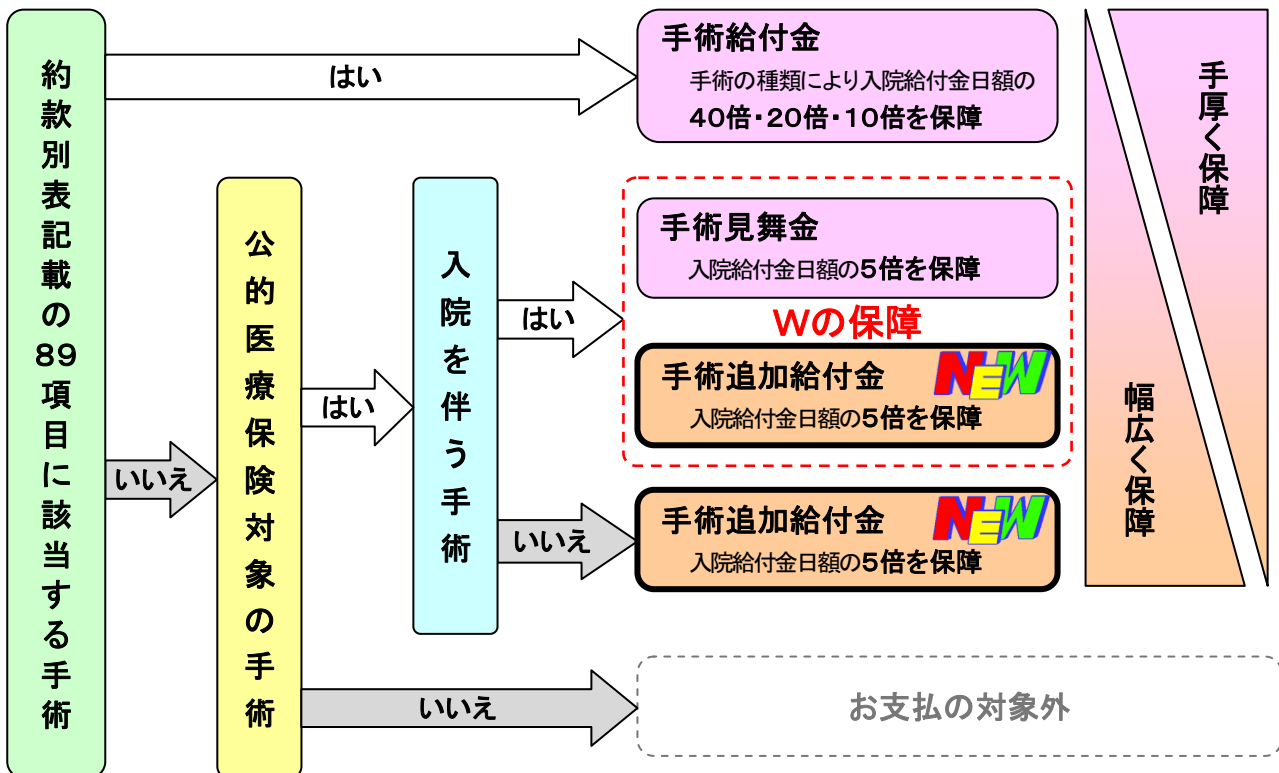 約款別表記載の89項目に該当する手術
はい
手術給付金
手術の種類により入院給付金日額の
40倍・20倍・10倍を保障
いいえ
公的医療保険対象の手術
はい
入院を伴う手術
はい
手術見舞金
入院給付金日額の5倍を保障
Wの保障
手術追加給付金 NEW
入院給付金日額の5倍を保障
いいえ
手術追加給付金 NEW
入院給付金日額の5倍を保障
いいえ
お支払の対象外
手厚く保障
幅広く保障